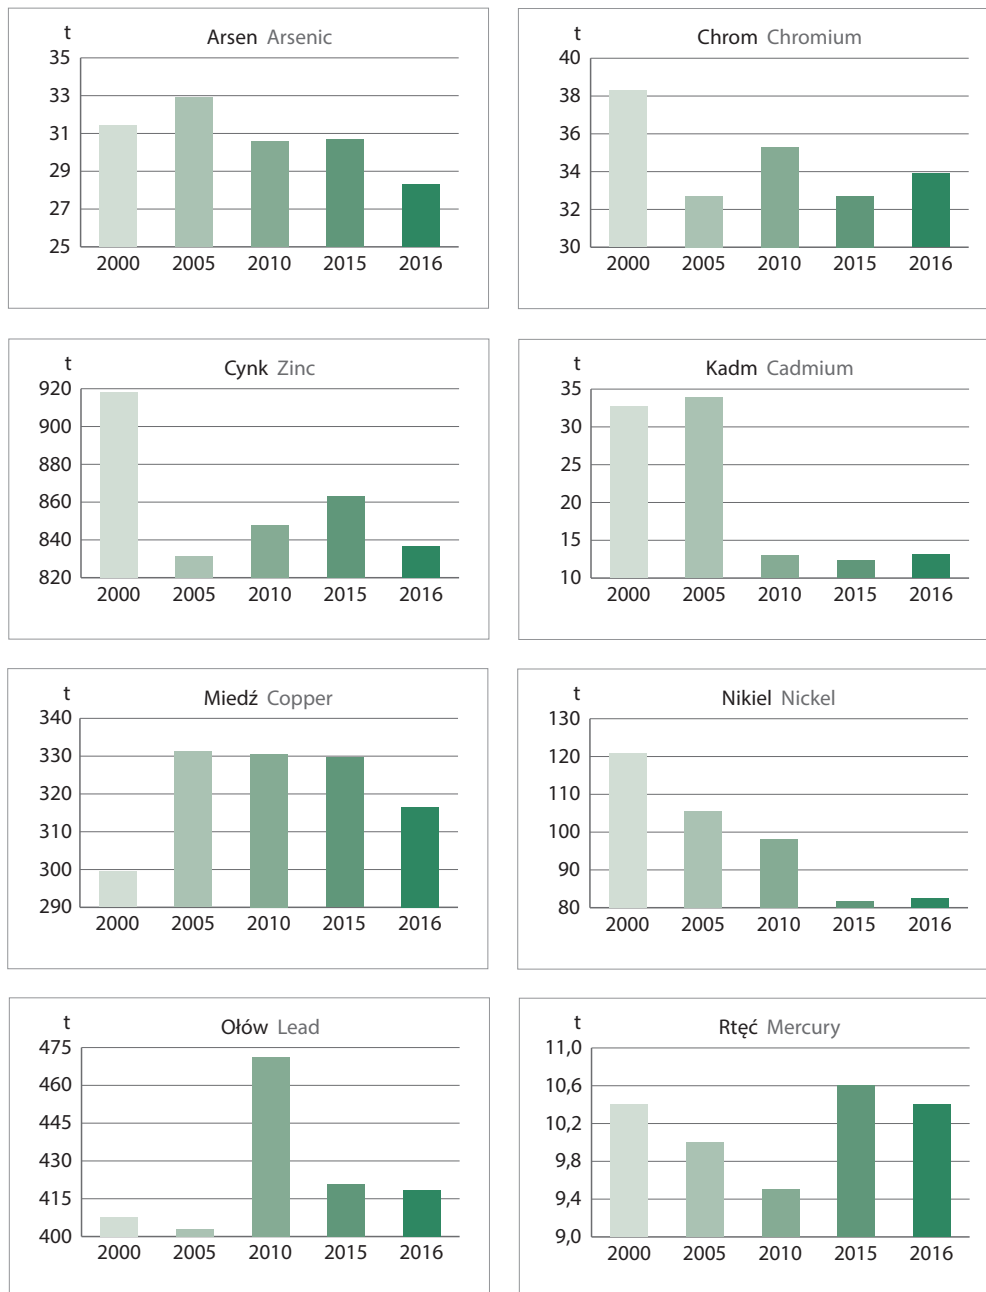 t
Arsen Arsenic
35
33
31
29
27
25
2000 2005 2010 2015 2016
t
Chrom Chromium
40
38
36
34
32
30
2000 2005 2010 2015 2016
t
Cynk Zinc
920
900
880
860
840
820
2000 2005 2010 2015 2016
t
Kadm Cadmium
35
30
25
20
15
10
2000 2005 2010 2015 2016
t
Miedź Copper
340
330
320
310
300
290
2000 2005 2010 2015 2016
t
Nikiel Nickel
130
120
110
100
90
80
2000 2005 2010 2015 2016
t
Ołów Lead
475
460
445
430
415
400
2000 2005 2010 2015 2016
t
Rtęć Mercury
11,0
10,6
10,2
9,8
9,4
9,0
2000 2005 2010 2015 2016